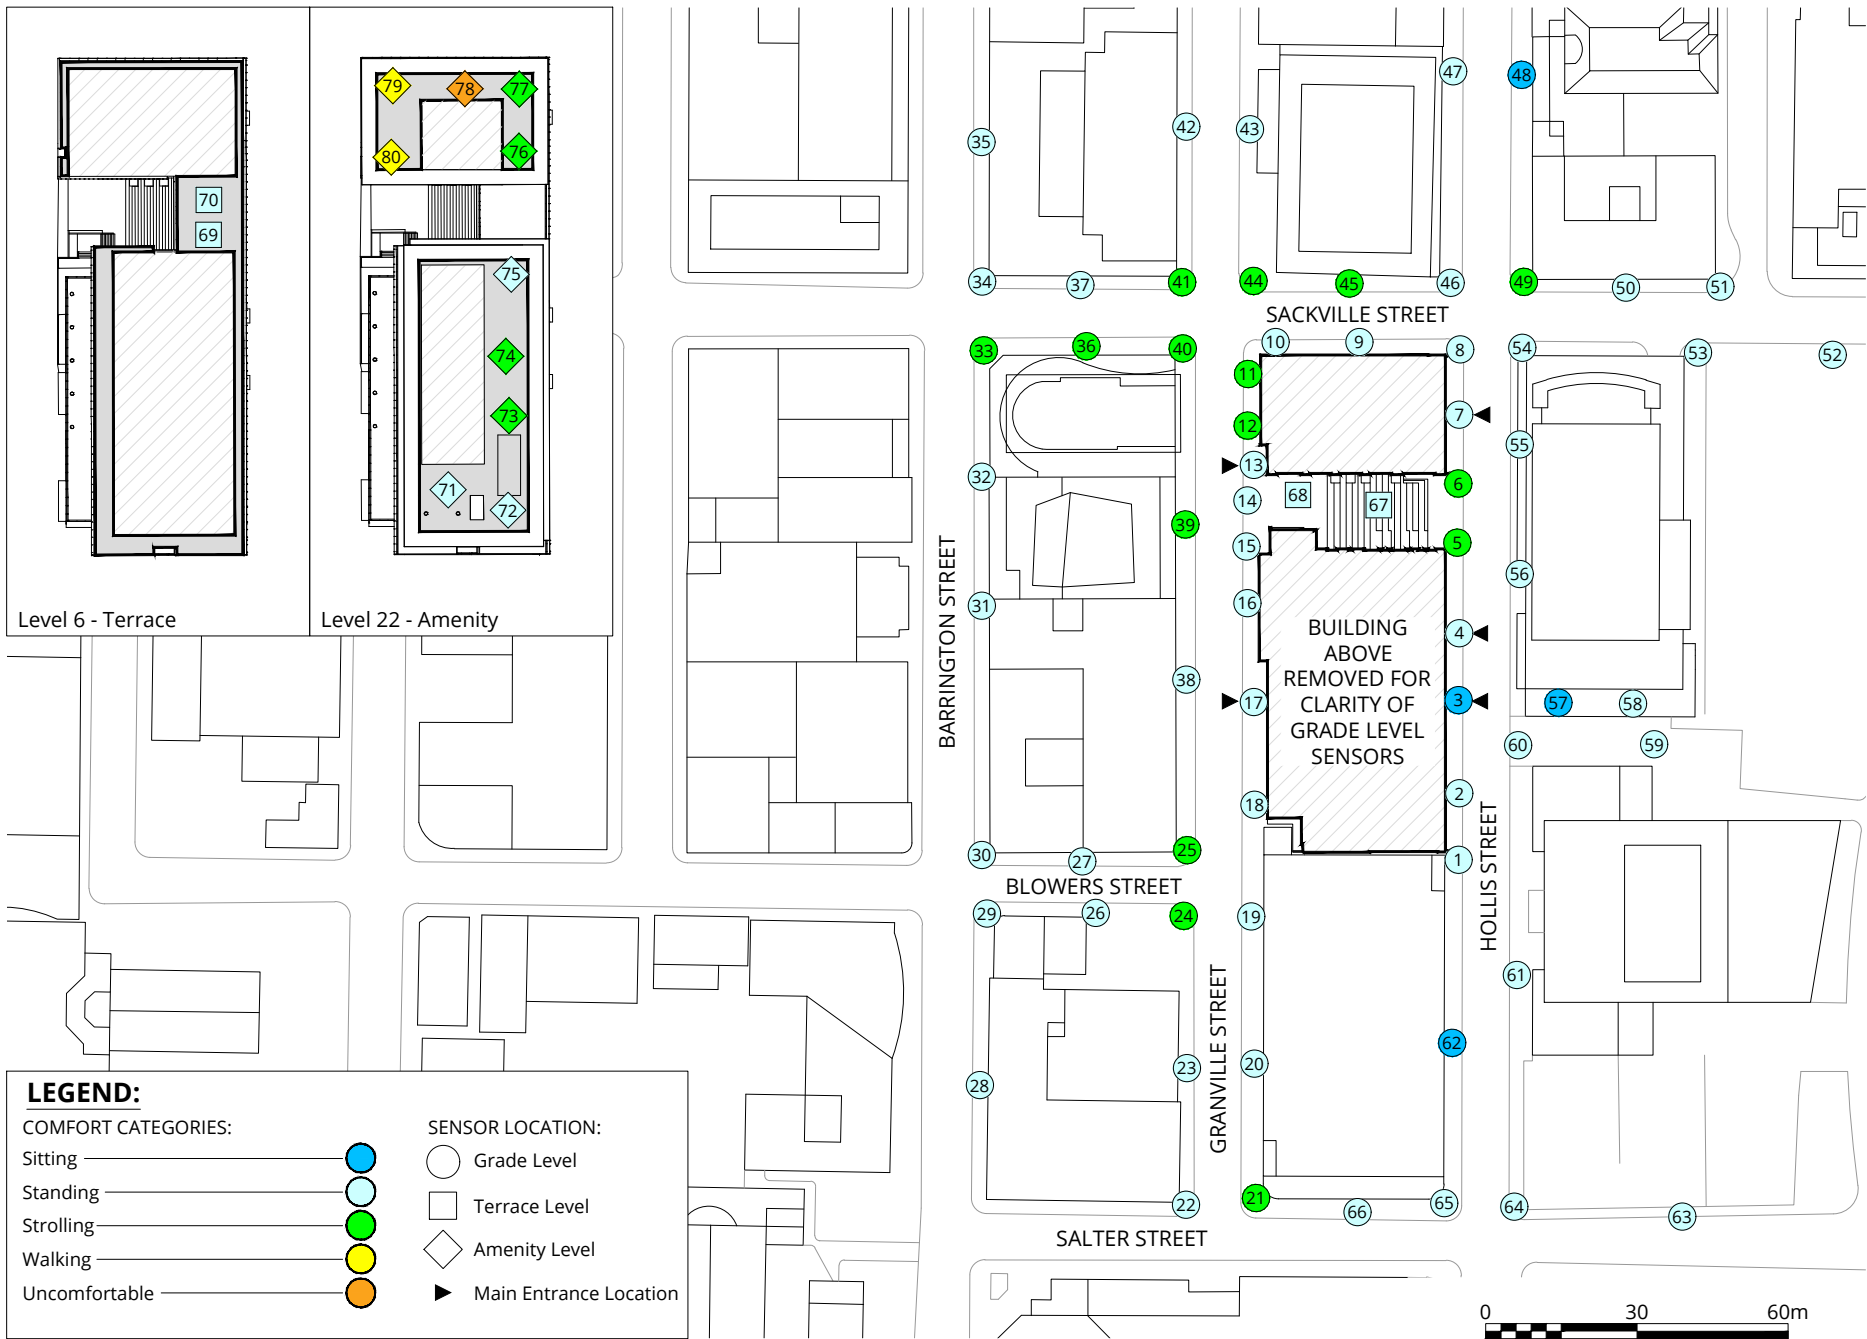 79
78
77
80
76
70
69
75
74
73
71
72
Level 6 - Terrace
Level 22 - Amenity
47
48
35
42
43
34
37
41
44
45
46
49
50
51
SACKVILLE STREET
33
36
40
10
9
8
54
53
52
11
7
12
55
32
13
6
14
68
67
39
15
5
56
31
16
BARRINGTON STREET
BUILDING
ABOVE
REMOVED FOR
CLARITY OF
GRADE LEVEL
SENSORS
4
38
17
3
57
58
60
59
18
2
30
27
25
1
BLOWERS STREET
HOLLIS STREET
29
26
24
19
61
GRANVILLE STREET
62
28
23
20
22
21
66
65
64
63
SALTER STREET
LEGEND:
COMFORT CATEGORIES:
Sitting
Standing
Strolling
Walking
Uncomfortable
SENSOR LOCATION:
Grade Level
Terrace Level
Amenity Level
Main Entrance Location
0 30 60m